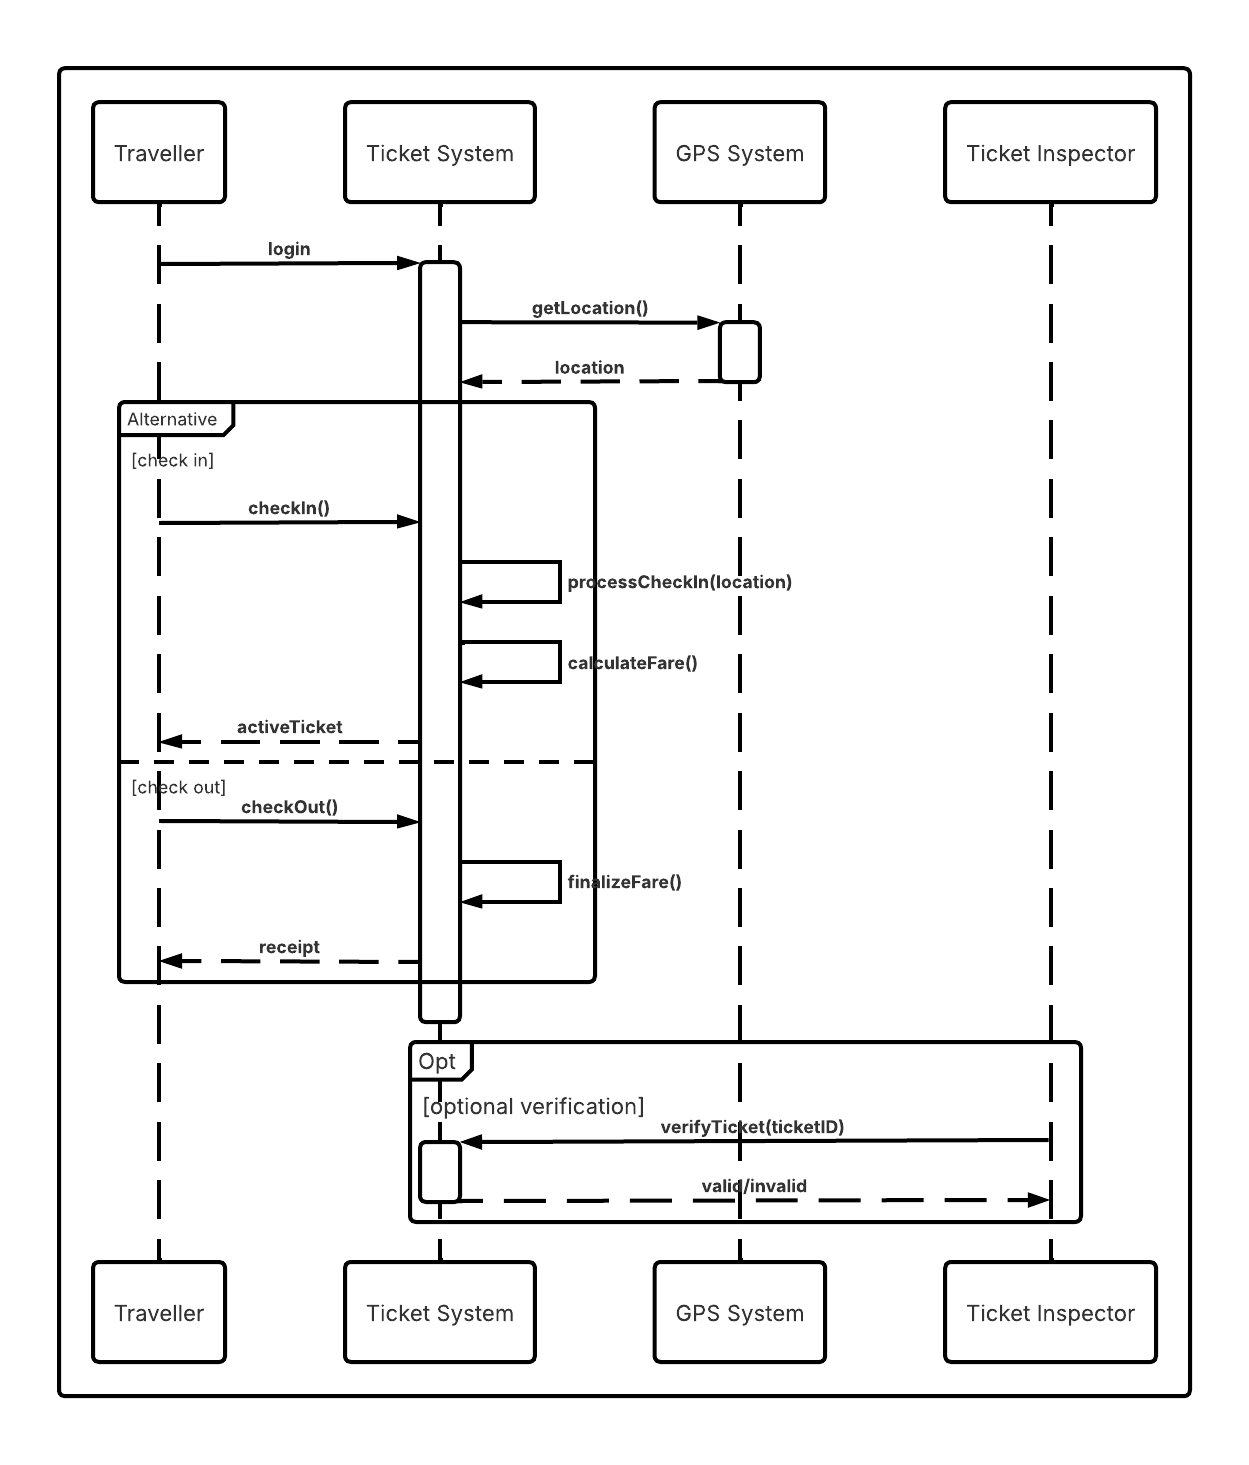 Traveller
Ticket System
GPS System
Ticket Inspector
login
getLocation()
location
Alternative
[check in]
checkIn()
processCheckIn(location)
calculateFare()
activeTicket
[check out]
checkOut()
finalizeFare()
receipt
Opt
[optional verification]
verifyTicket(ticketID)
valid/invalid
Traveller
Ticket System
GPS System
Ticket Inspector